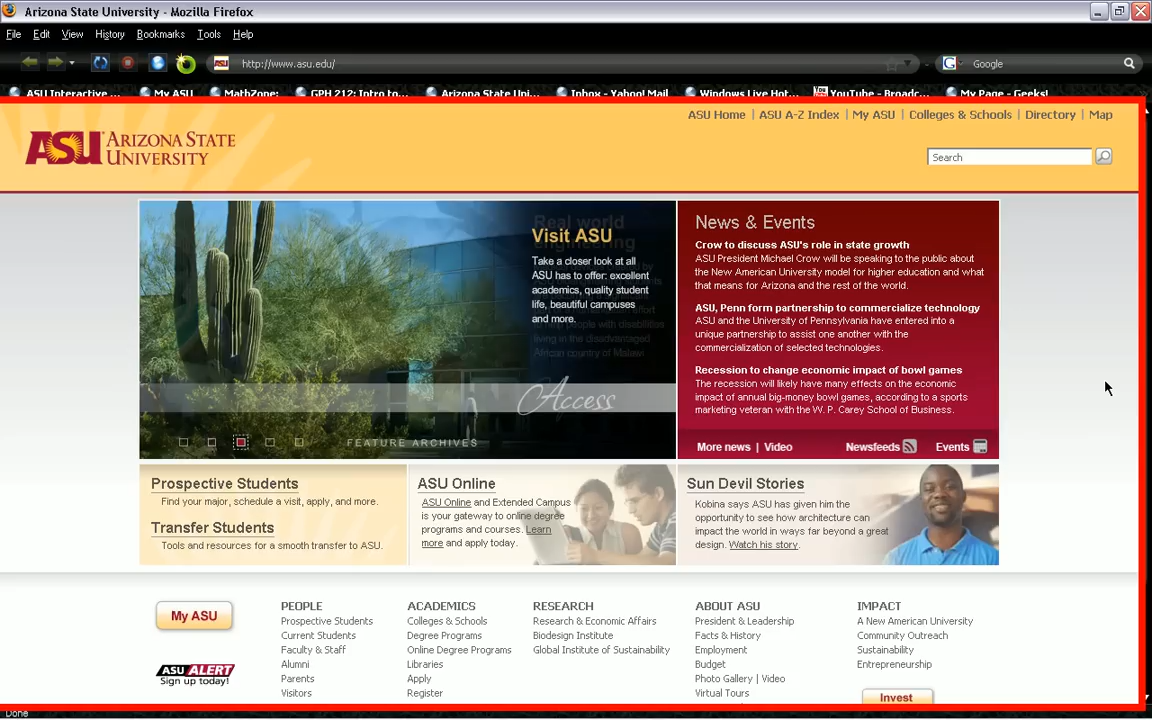 Arizona State University - Mozilla Firefox
File Edit View History Bookmarks Tools Help
ASU http://www.asu.edu/
G Google
ASU Interactive ... My ASU MathZone: GPH 212: Intro to... Arizona State Uni... Inbox - Yahoo! Mail Windows Live Hot... YouTube - Broadc... My Page - Geeks!
ASU Home | ASU A-Z Index | My ASU | Colleges & Schools | Directory | Map
ASU ARIZONA STATE
UNIVERSITY
Search
Real world
engineering
Visit ASU
Take a closer look at all
ASU has to offer: excellent
academics, quality student
life, beautiful campuses
and more.
help people with disabilities
living in the disadvantaged
African country of Malawi
Access
FEATURE ARCHIVES
News & Events
Crow to discuss ASU's role in state growth
ASU President Michael Crow will be speaking to the public about
the New American University model for higher education and what
that means for Arizona and the rest of the world.
ASU, Penn form partnership to commercialize technology
ASU and the University of Pennsylvania have entered into a
unique partnership to assist one another with the
commercialization of selected technologies.
Recession to change economic impact of bowl games
The recession will likely have many effects on the economic
impact of annual big-money bowl games, according to a sports
marketing veteran with the W. P. Carey School of Business.
More news | Video Newsfeeds Events
Prospective Students
Find your major, schedule a visit, apply, and more.
Transfer Students
Tools and resources for a smooth transfer to ASU.
ASU Online
ASU Online and Extended Campus
is your gateway to online degree
programs and courses. Learn
more and apply today.
Sun Devil Stories
Kobina says ASU has given him the
opportunity to see how architecture can
impact the world in ways far beyond a great
design. Watch his story.
My ASU
ASU ALERT
Sign up today!
PEOPLE
Prospective Students
Current Students
Faculty & Staff
Alumni
Parents
Visitors
ACADEMICS
Colleges & Schools
Degree Programs
Online Degree Programs
Libraries
Apply
Register
RESEARCH
Research & Economic Affairs
Biodesign Institute
Global Institute of Sustainability
ABOUT ASU
President & Leadership
Facts & History
Employment
Budget
Photo Gallery | Video
Virtual Tours
IMPACT
A New American University
Community Outreach
Sustainability
Entrepreneurship
Invest
Done